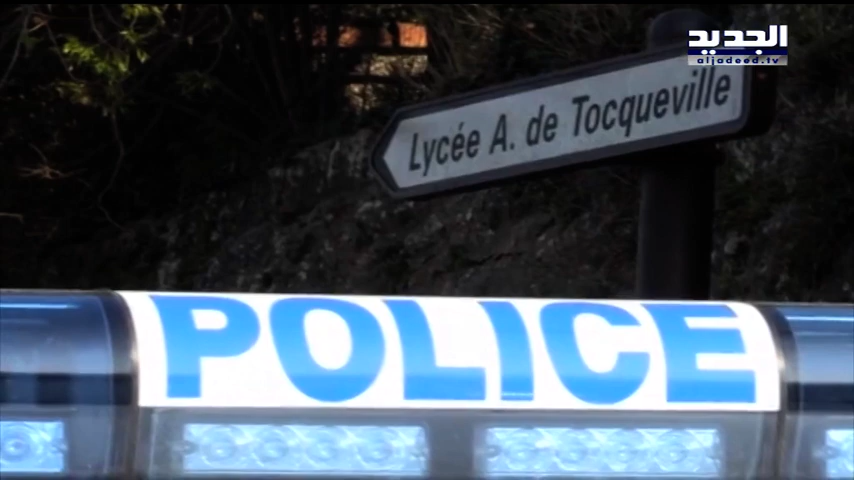 الجديد
aljadeed.tv
Lycée A. de Tocqueville
POLICE